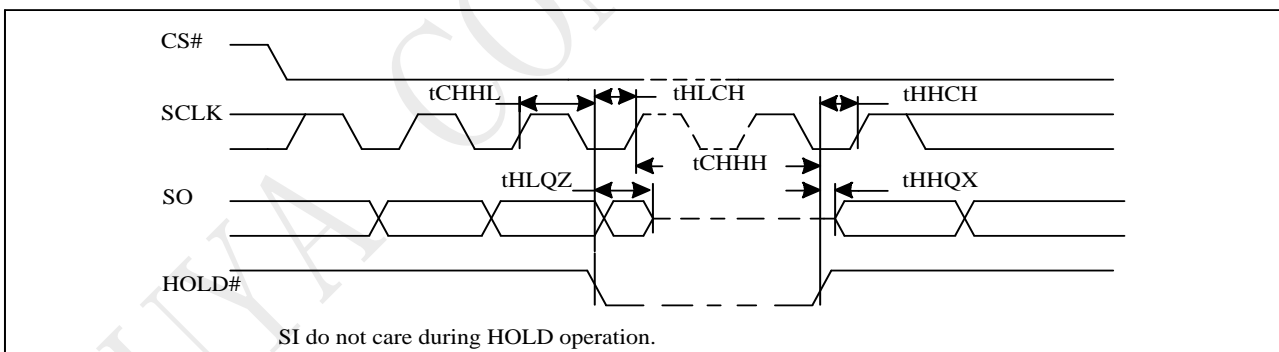 CS#
tCHHL
tHLCH
tHHCH
SCLK
tCHHH
tHLQZ
tHHQX
SO
HOLD#
SI do not care during HOLD operation.